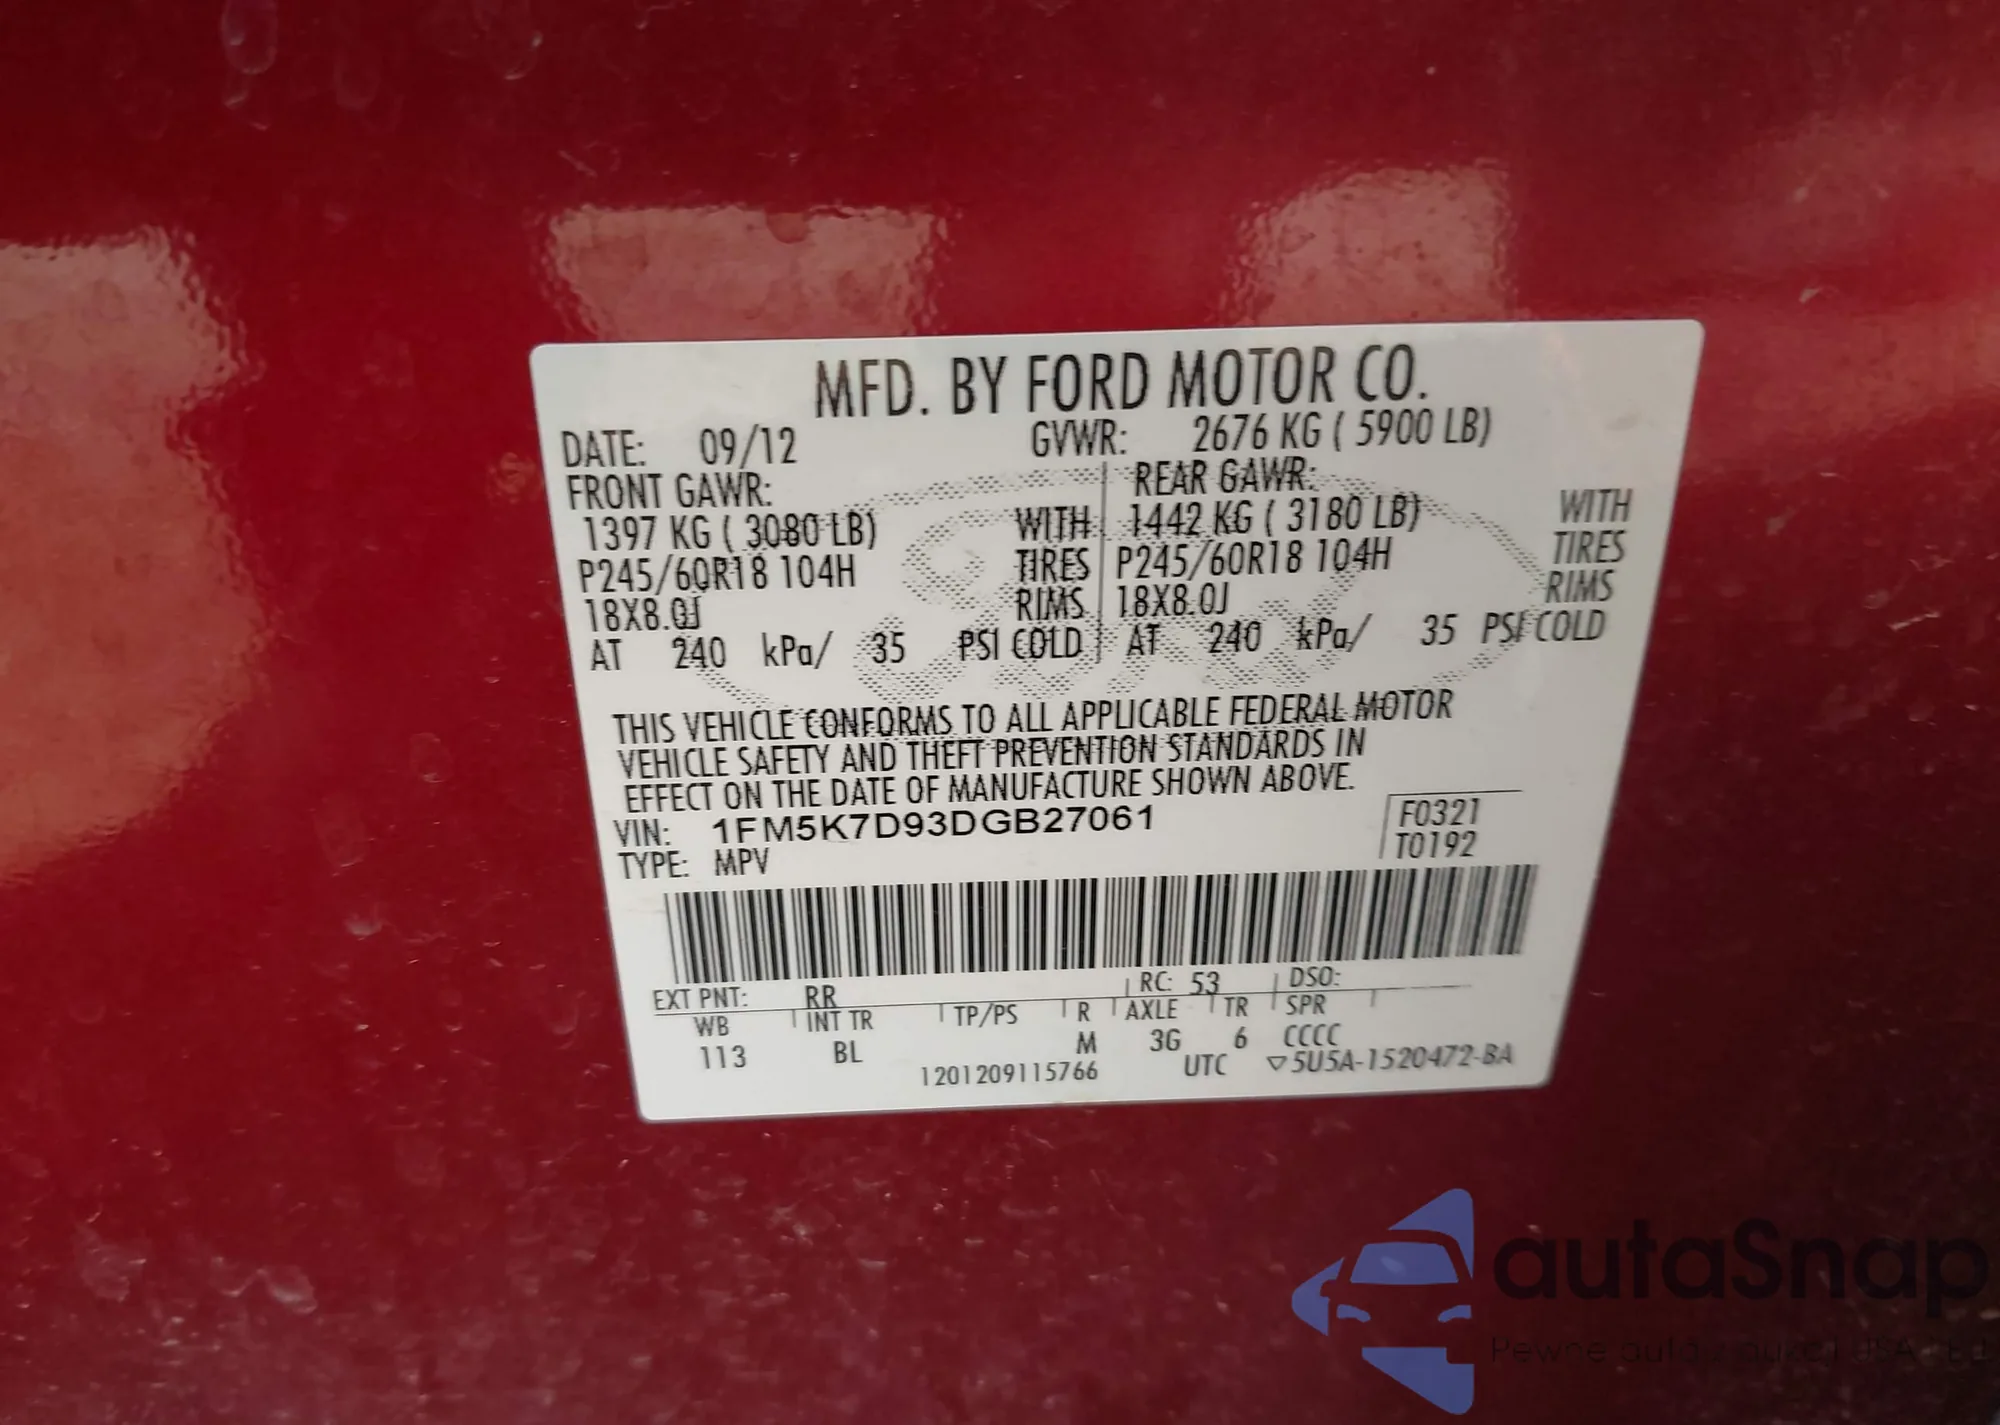 MFD. BY FORD MOTOR CO.
DATE: 09/12 GVWR: 2676 KG ( 5900 LB)
FRONT GAWR: REAR GAWR:
1397 KG ( 3080 LB) WITH 1442 KG ( 3180 LB) WITH
P245/60R18 104H TIRES P245/60R18 104H TIRES
18X8.0J RIMS 18X8.0J RIMS
AT 240 kPa/ 35 PSI COLD AT 240 kPa/ 35 PSI COLD
THIS VEHICLE CONFORMS TO ALL APPLICABLE FEDERAL MOTOR
VEHICLE SAFETY AND THEFT PREVENTION STANDARDS IN
EFFECT ON THE DATE OF MANUFACTURE SHOWN ABOVE.
VIN: 1FM5K7D93DGB27061 F0321
TYPE: MPV T0192
EXT PNT: RR RC: 53 DSO:
WB INT TR TP/PS R AXLE TR SPR
113 BL M 3G 6 CCCC
1201209115766 UTC ▽5U5A-1520472-BA
autaSnap
Pewne auta z aukcji USA